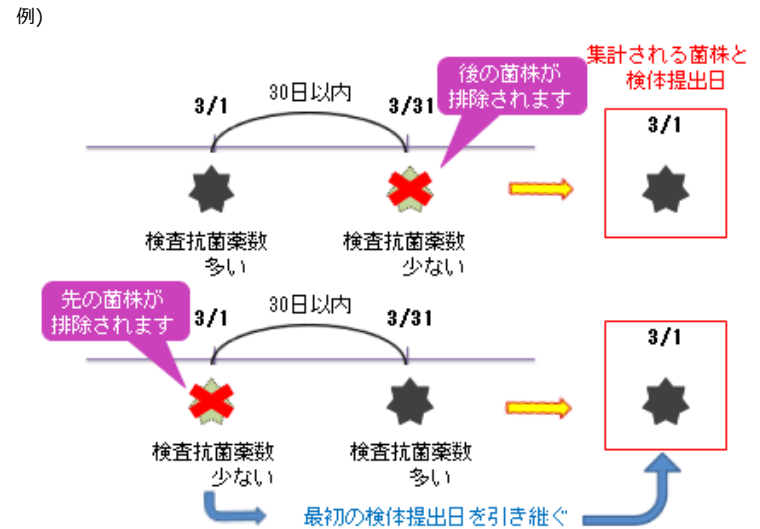 例)
集計される菌株と
検体提出日
後の菌株が
排除されます
3/1
30日以内
3/31
3/1
検査抗菌薬数
多い
検査抗菌薬数
少ない
先の菌株が
排除されます
3/1
30日以内
3/31
3/1
検査抗菌薬数
少ない
検査抗菌薬数
多い
最初の検体提出日を引き継ぐ